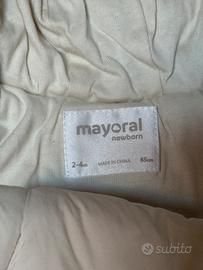 mayoral
newborn
2-4m MADE IN CHINA 65cm
subito